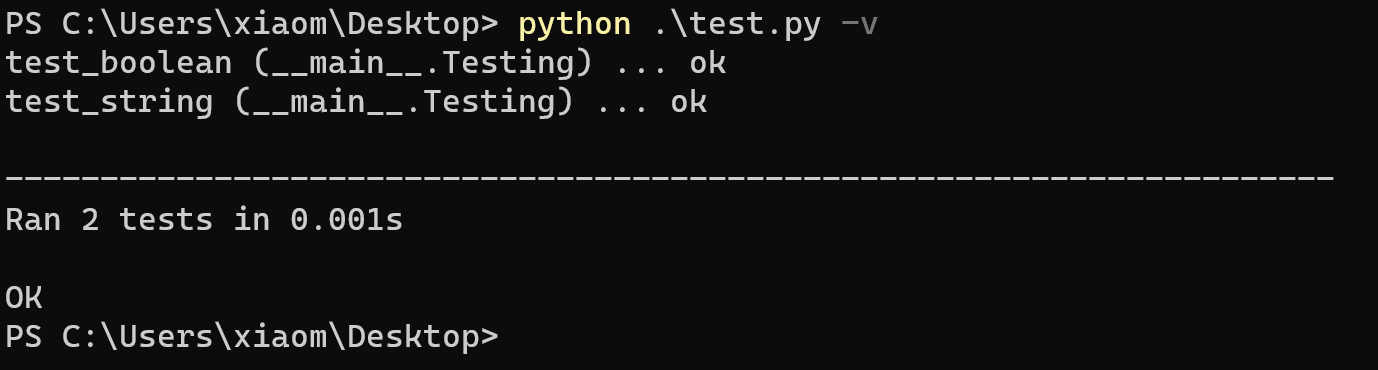 PS C:\Users\xiaom\Desktop> python .\test.py -v
test_boolean (__main__.Testing) ... ok
test_string (__main__.Testing) ... ok
----------------------------------------------------------------------
Ran 2 tests in 0.001s
OK
PS C:\Users\xiaom\Desktop>